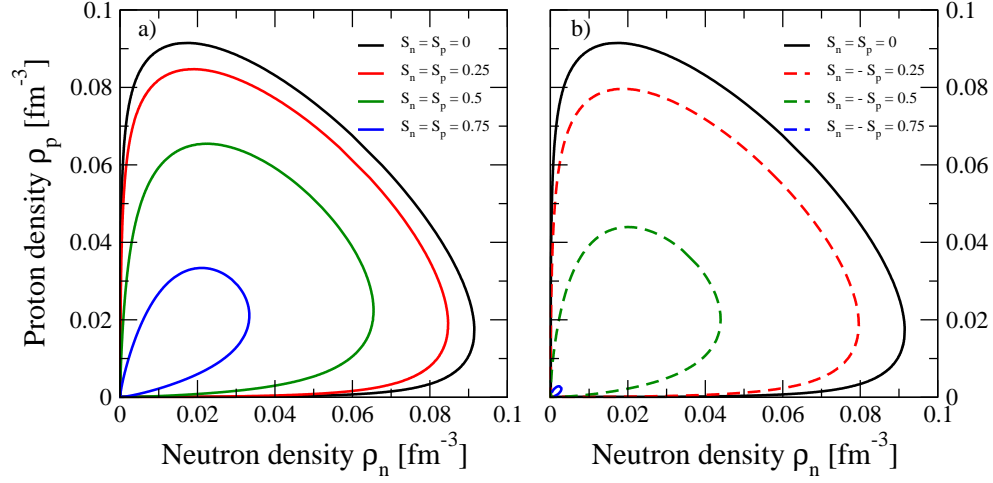 a)
S_n = S_p = 0
S_n = S_p = 0.25
S_n = S_p = 0.5
S_n = S_p = 0.75
0.1
0.08
0.06
0.04
0.02
0
0 0.02 0.04 0.06 0.08 0.1
Proton density ρ_p [fm^-3]
Neutron density ρ_n [fm^-3]
b)
S_n = S_p = 0
S_n = - S_p = 0.25
S_n = - S_p = 0.5
S_n = - S_p = 0.75
0.1
0.08
0.06
0.04
0.02
0
0 0.02 0.04 0.06 0.08 0.1
Neutron density ρ_n [fm^-3]